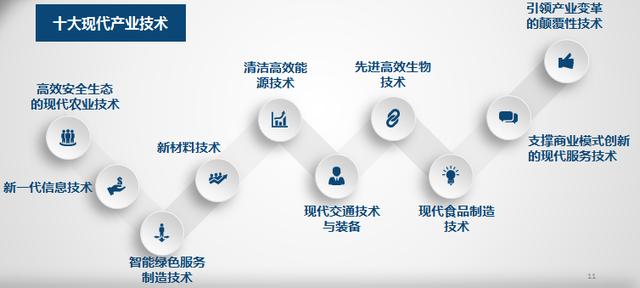 十大现代产业技术
高效安全生态
的现代农业技术
新一代信息技术
智能绿色服务
制造技术
新材料技术
清洁高效能
源技术
现代交通技术
与装备
先进高效生物
技术
现代食品制造
技术
支撑商业模式创新
的现代服务技术
引领产业变革
的颠覆性技术
$
11